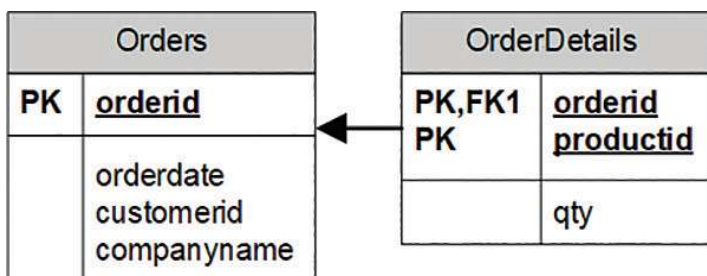 Orders
PK orderid
orderdate
customerid
companyname
OrderDetails
PK,FK1 orderid
PK productid
qty